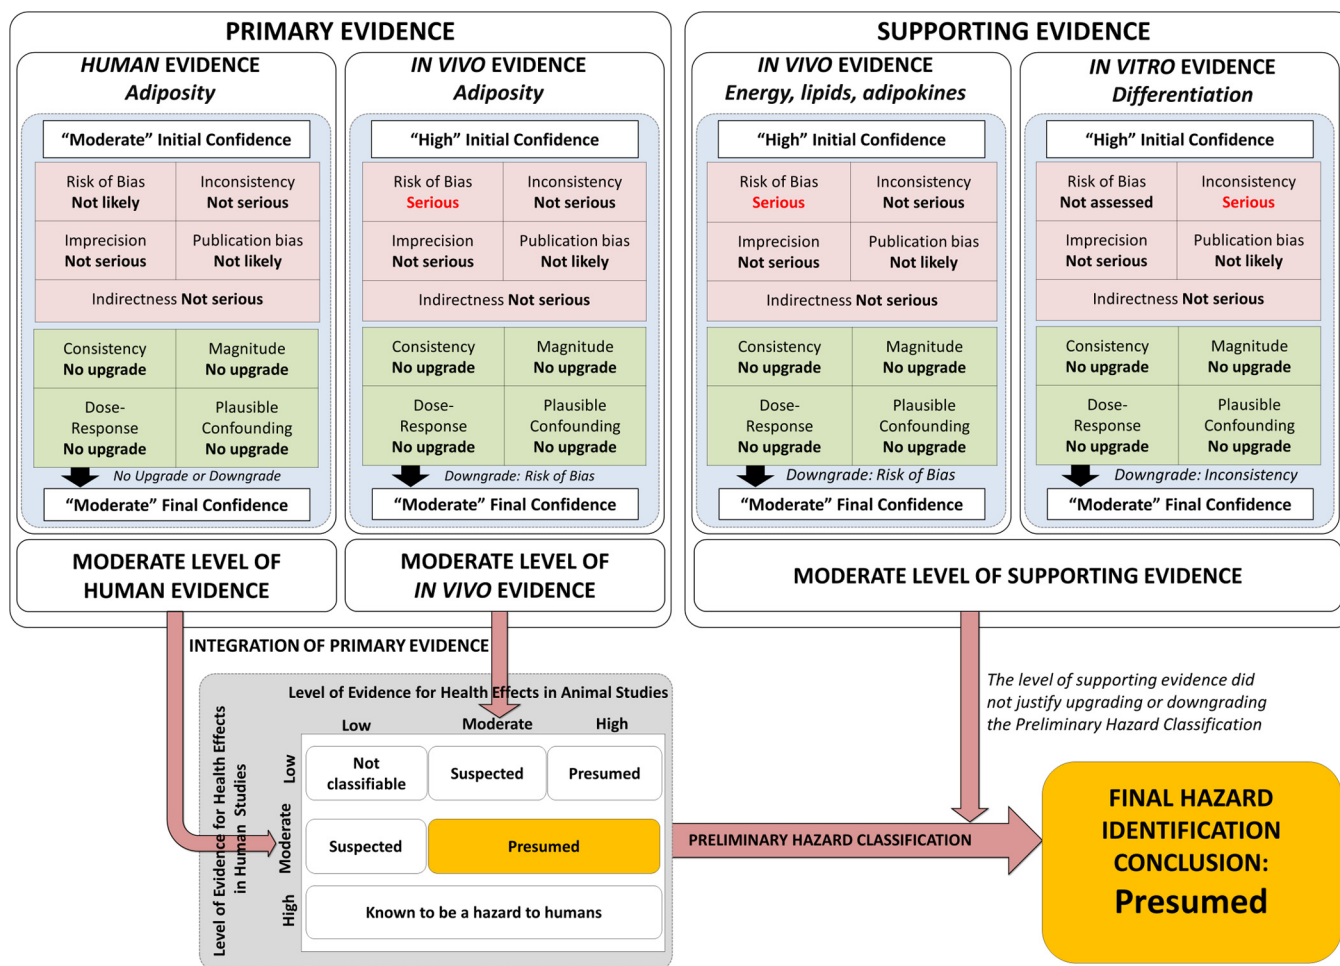 PRIMARY EVIDENCE
HUMAN EVIDENCE
Adiposity
“Moderate” Initial Confidence
Risk of Bias
Not likely
Inconsistency
Not serious
Imprecision
Not serious
Publication bias
Not likely
Indirectness Not serious
Consistency
No upgrade
Magnitude
No upgrade
Dose-
Response
No upgrade
Plausible
Confounding
No upgrade
No Upgrade or Downgrade
“Moderate” Final Confidence
MODERATE LEVEL OF
HUMAN EVIDENCE
IN VIVO EVIDENCE
Adiposity
“High” Initial Confidence
Risk of Bias
Serious
Inconsistency
Not serious
Imprecision
Not serious
Publication bias
Not likely
Indirectness Not serious
Consistency
No upgrade
Magnitude
No upgrade
Dose-
Response
No upgrade
Plausible
Confounding
No upgrade
Downgrade: Risk of Bias
“Moderate” Final Confidence
MODERATE LEVEL OF
IN VIVO EVIDENCE
SUPPORTING EVIDENCE
IN VIVO EVIDENCE
Energy, lipids, adipokines
“High” Initial Confidence
Risk of Bias
Serious
Inconsistency
Not serious
Imprecision
Not serious
Publication bias
Not likely
Indirectness Not serious
Consistency
No upgrade
Magnitude
No upgrade
Dose-
Response
No upgrade
Plausible
Confounding
No upgrade
Downgrade: Risk of Bias
“Moderate” Final Confidence
IN VITRO EVIDENCE
Differentiation
“High” Initial Confidence
Risk of Bias
Not assessed
Inconsistency
Serious
Imprecision
Not serious
Publication bias
Not likely
Indirectness Not serious
Consistency
No upgrade
Magnitude
No upgrade
Dose-
Response
No upgrade
Plausible
Confounding
No upgrade
Downgrade: Inconsistency
“Moderate” Final Confidence
MODERATE LEVEL OF SUPPORTING EVIDENCE
INTEGRATION OF PRIMARY EVIDENCE
Level of Evidence for Health Effects in Animal Studies
Low
Moderate
High
Level of Evidence for Health Effects
in Human Studies
Low
Not
classifiable
Suspected
Presumed
Moderate
Suspected
Presumed
High
Known to be a hazard to humans
PRELIMINARY HAZARD CLASSIFICATION
The level of supporting evidence did
not justify upgrading or downgrading
the Preliminary Hazard Classification
FINAL HAZARD
IDENTIFICATION
CONCLUSION:
Presumed